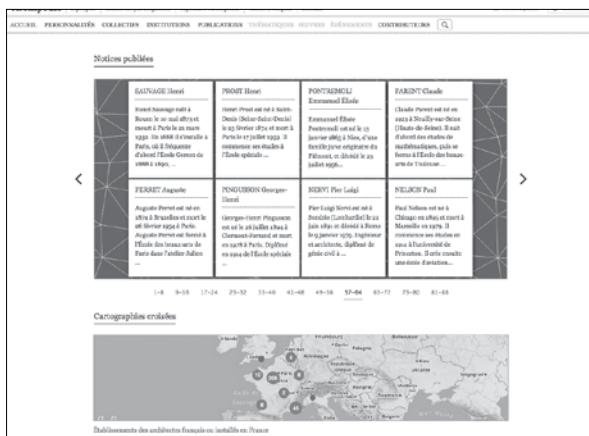 ACCUEIL PERSONNALITÉS COLLECTIFS INSTITUTIONS PUBLICATIONS THÉMATIQUES OEUVRES ÉVÉNEMENTS CONTRIBUTEURS
Notices publiées
SAUVAGE Henri
Henri Sauvage naît à
Rouen le 10 mai 1873 et
meurt à Paris le 21 mars
1932. Il s'installe à
Paris, où il fréquente
d'abord l'École
PROST Henri
Henri Prost est né à Saint-
Denis (Seine-Saint-Denis)
le 25 février 1874 et mort à
Paris le 17 juillet 1959. Il
commence ses études à
l'École spéciale ...
PONTREMOLI
Emmanuel Élisée
Emmanuel Élisée
Pontremoli est né le 13
janvier 1865 à Nice, d'une
famille juive originaire du
Piémont, et décédé le 25
juillet 1956...
PARENT Claude
Claude Parent est né en
1923 à Neuilly-sur-Seine
(Hauts-de-Seine). Il suit
d'abord des études de
mathématiques, puis se
forme à l'École des beaux-
arts de Toulouse ...
PERRET Auguste
Auguste Perret est né en
1874 à Bruxelles et mort le
26 février 1954 à Paris.
Auguste Perret est formé à
l'École des beaux-arts de
Paris dans l'atelier Julien
...
PINGUSSON Georges-
Henri
Georges-Henri Pingusson
est né le 26 juillet 1894 à
Clermont-Ferrand et mort
en 1978 à Paris. Diplômé
en 1914 de l'École spéciale
...
NERVI Pier Luigi
Pier Luigi Nervi est né à
Sondrio (Lombardie) le 21
juin 1891 et décédé à Rome
le 9 janvier 1979. Ingénieur
et architecte, diplômé de
génie civil à ...
NELSON Paul
Paul Nelson est né à
Chicago en 1895 et mort à
Marseille en 1979. Il
commence ses études en
1914 à l'université de
Princeton. Il crée ensuite
une école d'aviation...
1-8 9-16 17-24 25-32 33-40 41-48 49-56 57-64 65-72 73-80 81-88
Cartographies croisées
Établissements des architectes français ou installés en France